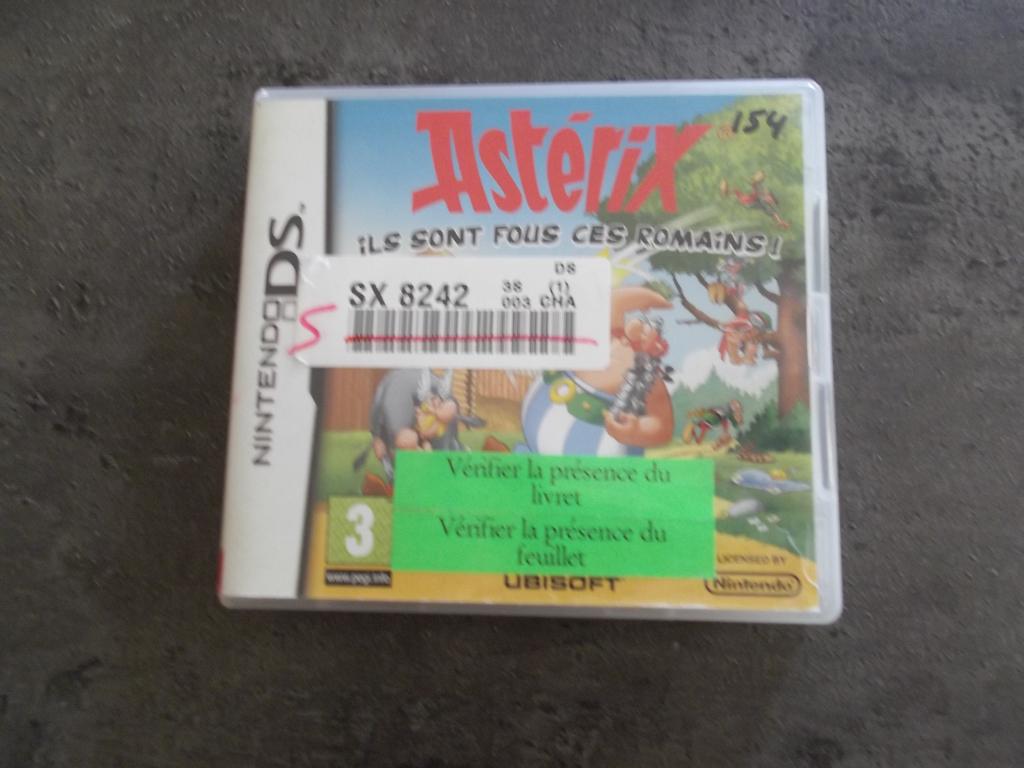 NINTENDO DS™
Astérix
154
iLS SONT FOUS CES ROMAiNS !
DS
SX 8242 38 (1)
003 CHA
S
Vérifier la présence du
livret
Vérifier la présence du
feuillet
3
www.pegi.info
UBISOFT
LICENSED BY
Nintendo